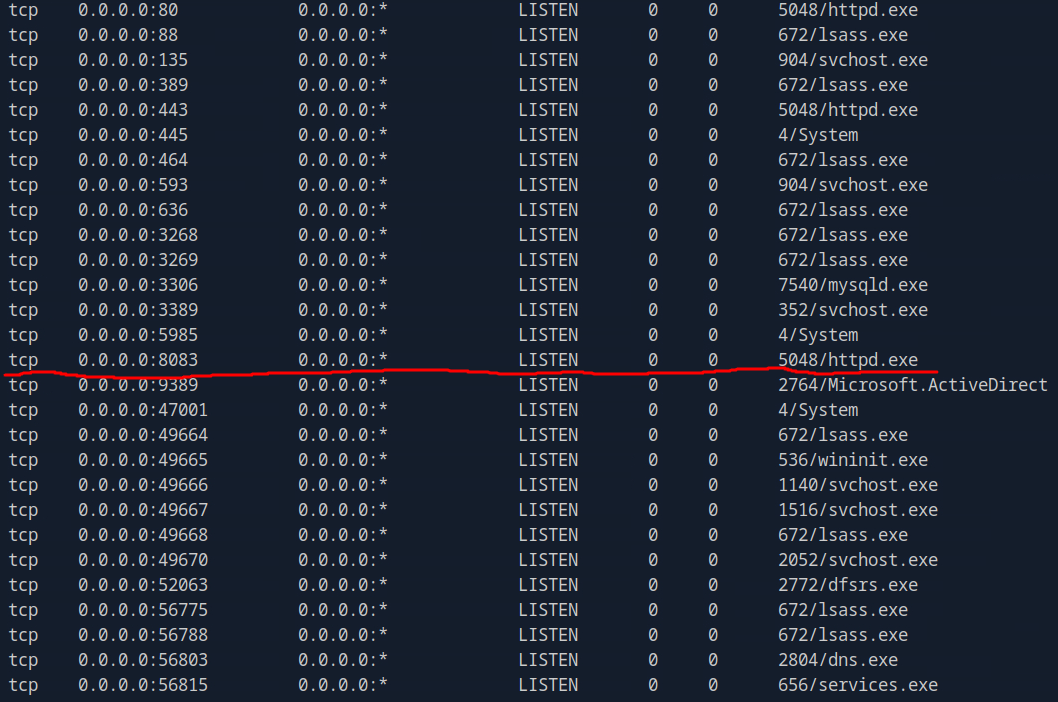 tcp 0.0.0.0:80 0.0.0.0:* LISTEN 0 0 5048/httpd.exe
tcp 0.0.0.0:88 0.0.0.0:* LISTEN 0 0 672/lsass.exe
tcp 0.0.0.0:135 0.0.0.0:* LISTEN 0 0 904/svchost.exe
tcp 0.0.0.0:389 0.0.0.0:* LISTEN 0 0 672/lsass.exe
tcp 0.0.0.0:443 0.0.0.0:* LISTEN 0 0 5048/httpd.exe
tcp 0.0.0.0:445 0.0.0.0:* LISTEN 0 0 4/System
tcp 0.0.0.0:464 0.0.0.0:* LISTEN 0 0 672/lsass.exe
tcp 0.0.0.0:593 0.0.0.0:* LISTEN 0 0 904/svchost.exe
tcp 0.0.0.0:636 0.0.0.0:* LISTEN 0 0 672/lsass.exe
tcp 0.0.0.0:3268 0.0.0.0:* LISTEN 0 0 672/lsass.exe
tcp 0.0.0.0:3269 0.0.0.0:* LISTEN 0 0 672/lsass.exe
tcp 0.0.0.0:3306 0.0.0.0:* LISTEN 0 0 7540/mysqld.exe
tcp 0.0.0.0:3389 0.0.0.0:* LISTEN 0 0 352/svchost.exe
tcp 0.0.0.0:5985 0.0.0.0:* LISTEN 0 0 4/System
tcp 0.0.0.0:8083 0.0.0.0:* LISTEN 0 0 5048/httpd.exe
tcp 0.0.0.0:9389 0.0.0.0:* LISTEN 0 0 2764/Microsoft.ActiveDirect
tcp 0.0.0.0:47001 0.0.0.0:* LISTEN 0 0 4/System
tcp 0.0.0.0:49664 0.0.0.0:* LISTEN 0 0 672/lsass.exe
tcp 0.0.0.0:49665 0.0.0.0:* LISTEN 0 0 536/wininit.exe
tcp 0.0.0.0:49666 0.0.0.0:* LISTEN 0 0 1140/svchost.exe
tcp 0.0.0.0:49667 0.0.0.0:* LISTEN 0 0 1516/svchost.exe
tcp 0.0.0.0:49668 0.0.0.0:* LISTEN 0 0 672/lsass.exe
tcp 0.0.0.0:49670 0.0.0.0:* LISTEN 0 0 2052/svchost.exe
tcp 0.0.0.0:52063 0.0.0.0:* LISTEN 0 0 2772/dfsrs.exe
tcp 0.0.0.0:56775 0.0.0.0:* LISTEN 0 0 672/lsass.exe
tcp 0.0.0.0:56788 0.0.0.0:* LISTEN 0 0 672/lsass.exe
tcp 0.0.0.0:56803 0.0.0.0:* LISTEN 0 0 2804/dns.exe
tcp 0.0.0.0:56815 0.0.0.0:* LISTEN 0 0 656/services.exe